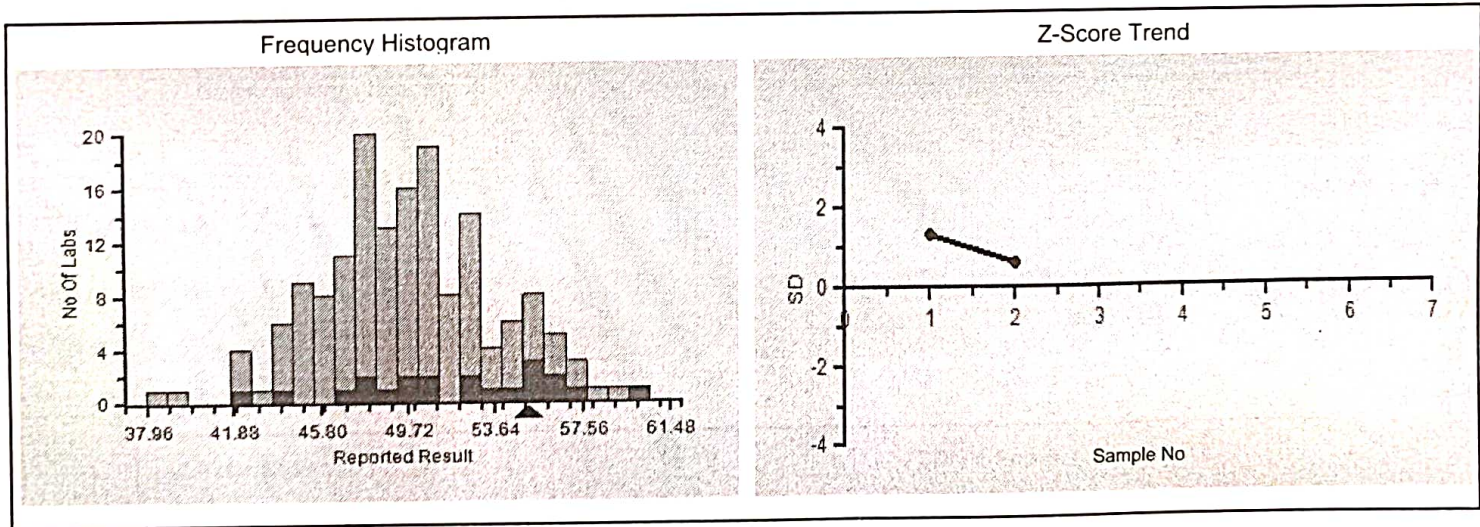 Frequency Histogram
Z-Score Trend
20
16
12
8
4
0
No Of Labs
37.96 41.88 45.80 49.72 53.64 57.56 61.48
Reported Result
4
2
0
-2
-4
SD
0 1 2 3 4 5 6 7
Sample No